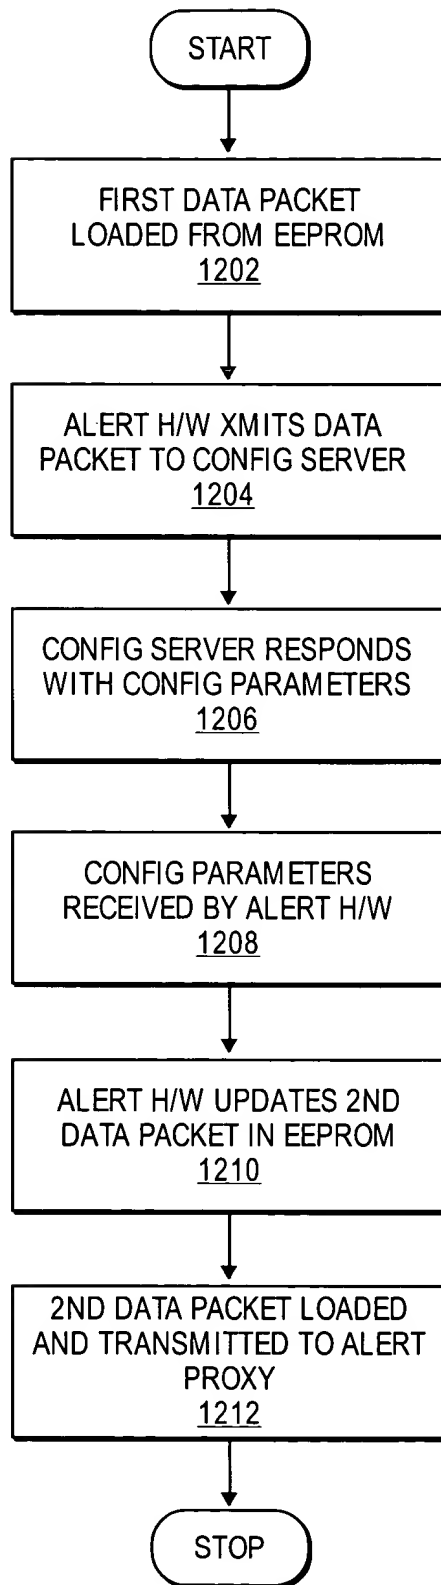 START
FIRST DATA PACKET
LOADED FROM EEPROM
1202
ALERT H/W XMITS DATA
PACKET TO CONFIG SERVER
1204
CONFIG SERVER RESPONDS
WITH CONFIG PARAMETERS
1206
CONFIG PARAMETERS
RECEIVED BY ALERT H/W
1208
ALERT H/W UPDATES 2ND
DATA PACKET IN EEPROM
1210
2ND DATA PACKET LOADED
AND TRANSMITTED TO ALERT
PROXY
1212
STOP